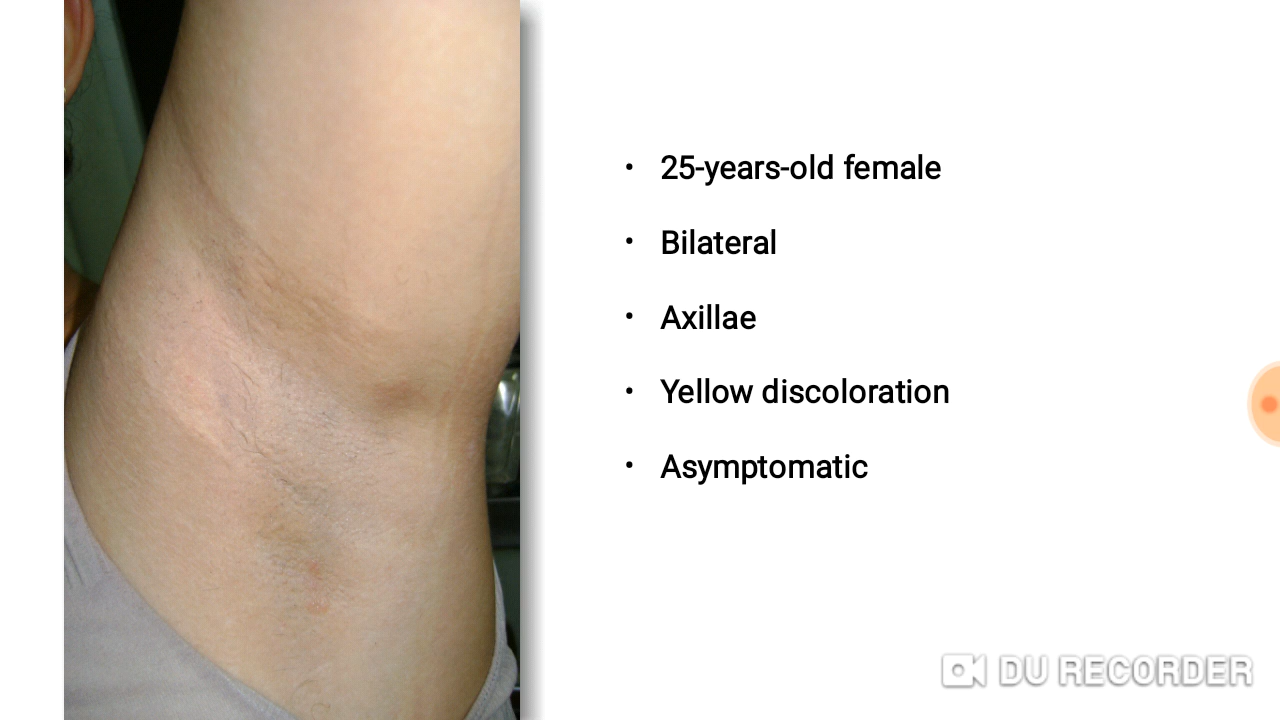 • 25-years-old female
• Bilateral
• Axillae
• Yellow discoloration
• Asymptomatic
DU RECORDER